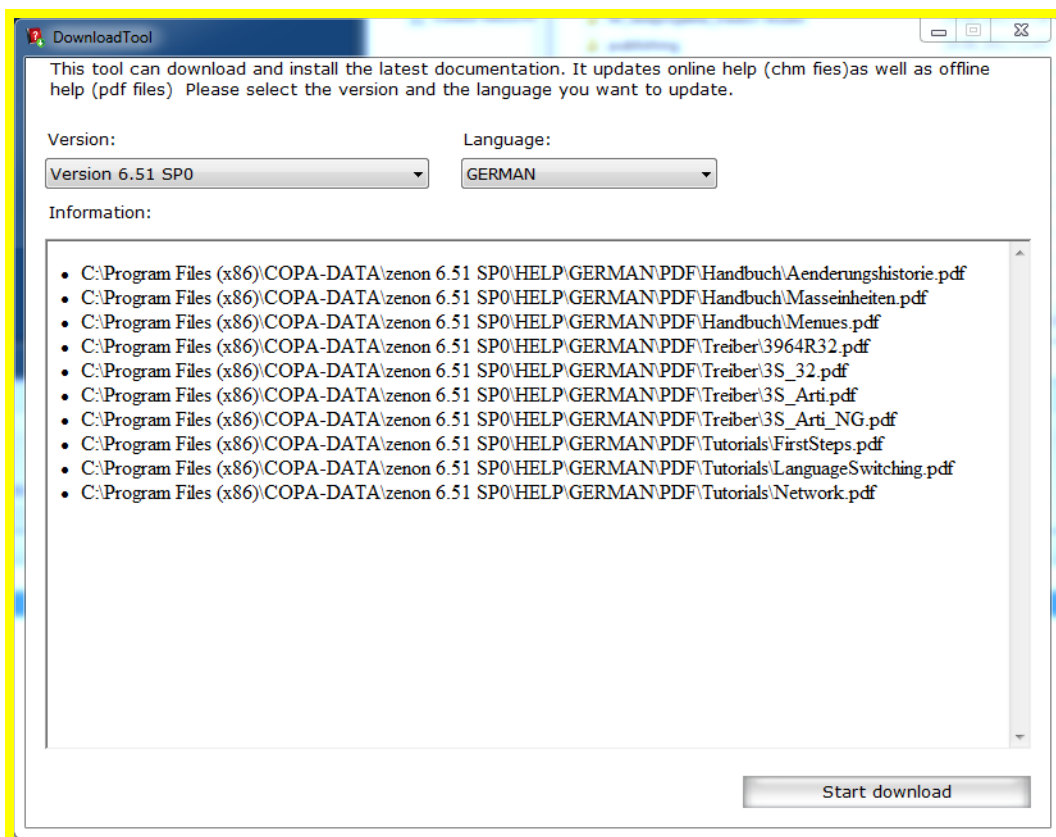 DownloadTool
This tool can download and install the latest documentation. It updates online help (chm fies)as well as offline
help (pdf files)  Please select the version and the language you want to update.
Version:
Language:
Version 6.51 SP0
GERMAN
Information:
• C:\Program Files (x86)\COPA-DATA\zenon 6.51 SP0\HELP\GERMAN\PDF\Handbuch\Aenderungshistorie.pdf
• C:\Program Files (x86)\COPA-DATA\zenon 6.51 SP0\HELP\GERMAN\PDF\Handbuch\Masseinheiten.pdf
• C:\Program Files (x86)\COPA-DATA\zenon 6.51 SP0\HELP\GERMAN\PDF\Handbuch\Menues.pdf
• C:\Program Files (x86)\COPA-DATA\zenon 6.51 SP0\HELP\GERMAN\PDF\Treiber\3964R32.pdf
• C:\Program Files (x86)\COPA-DATA\zenon 6.51 SP0\HELP\GERMAN\PDF\Treiber\3S_32.pdf
• C:\Program Files (x86)\COPA-DATA\zenon 6.51 SP0\HELP\GERMAN\PDF\Treiber\3S_Arti.pdf
• C:\Program Files (x86)\COPA-DATA\zenon 6.51 SP0\HELP\GERMAN\PDF\Treiber\3S_Arti_NG.pdf
• C:\Program Files (x86)\COPA-DATA\zenon 6.51 SP0\HELP\GERMAN\PDF\Tutorials\FirstSteps.pdf
• C:\Program Files (x86)\COPA-DATA\zenon 6.51 SP0\HELP\GERMAN\PDF\Tutorials\LanguageSwitching.pdf
• C:\Program Files (x86)\COPA-DATA\zenon 6.51 SP0\HELP\GERMAN\PDF\Tutorials\Network.pdf
Start download